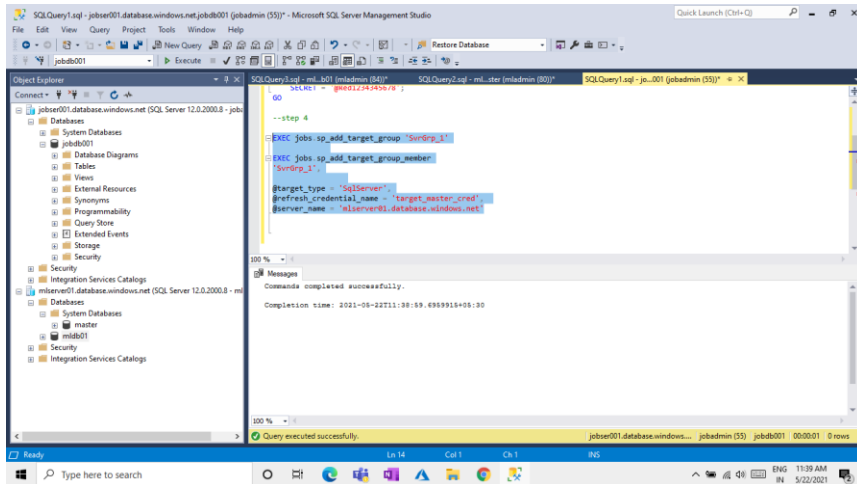 SQLQuery1.sql - jobser001.database.windows.net.jobdb001 (jobadmin (55))* - Microsoft SQL Server Management Studio
Quick Launch (Ctrl+Q)
File Edit View Query Project Tools Window Help
New Query
Restore Database
jobdb001
Execute
Object Explorer
SQLQuery3.sql - ml...b01 (mladmin (84))*
SQLQuery2.sql - ml...ster (mladmin (80))*
SQLQuery1.sql - jo...001 (jobadmin (55))*
Connect
jobser001.database.windows.net (SQL Server 12.0.2000.8 - joba
Databases
System Databases
jobdb001
Database Diagrams
Tables
Views
External Resources
Synonyms
Programmability
Query Store
Extended Events
Storage
Security
Security
Integration Services Catalogs
mlserver01.database.windows.net (SQL Server 12.0.2000.8 - ml
Databases
System Databases
master
mldb01
Security
Integration Services Catalogs
SECRET = '@Red1234345678';
GO
--step 4
EXEC jobs.sp_add_target_group 'SvrGrp_1'
EXEC jobs.sp_add_target_group_member
'SvrGrp_1',
@target_type = 'SqlServer',
@refresh_credential_name = 'target_master_cred',
@server_name = 'mlserver01.database.windows.net'
100 %
Messages
Commands completed successfully.
Completion time: 2021-05-22T11:38:59.6959915+05:30
100 %
Query executed successfully.
jobser001.database.windows.... jobadmin (55) jobdb001 00:00:01 0 rows
Ready
Ln 14 Col 1 Ch 1 INS
Type here to search
ENG
IN
11:39 AM
5/22/2021